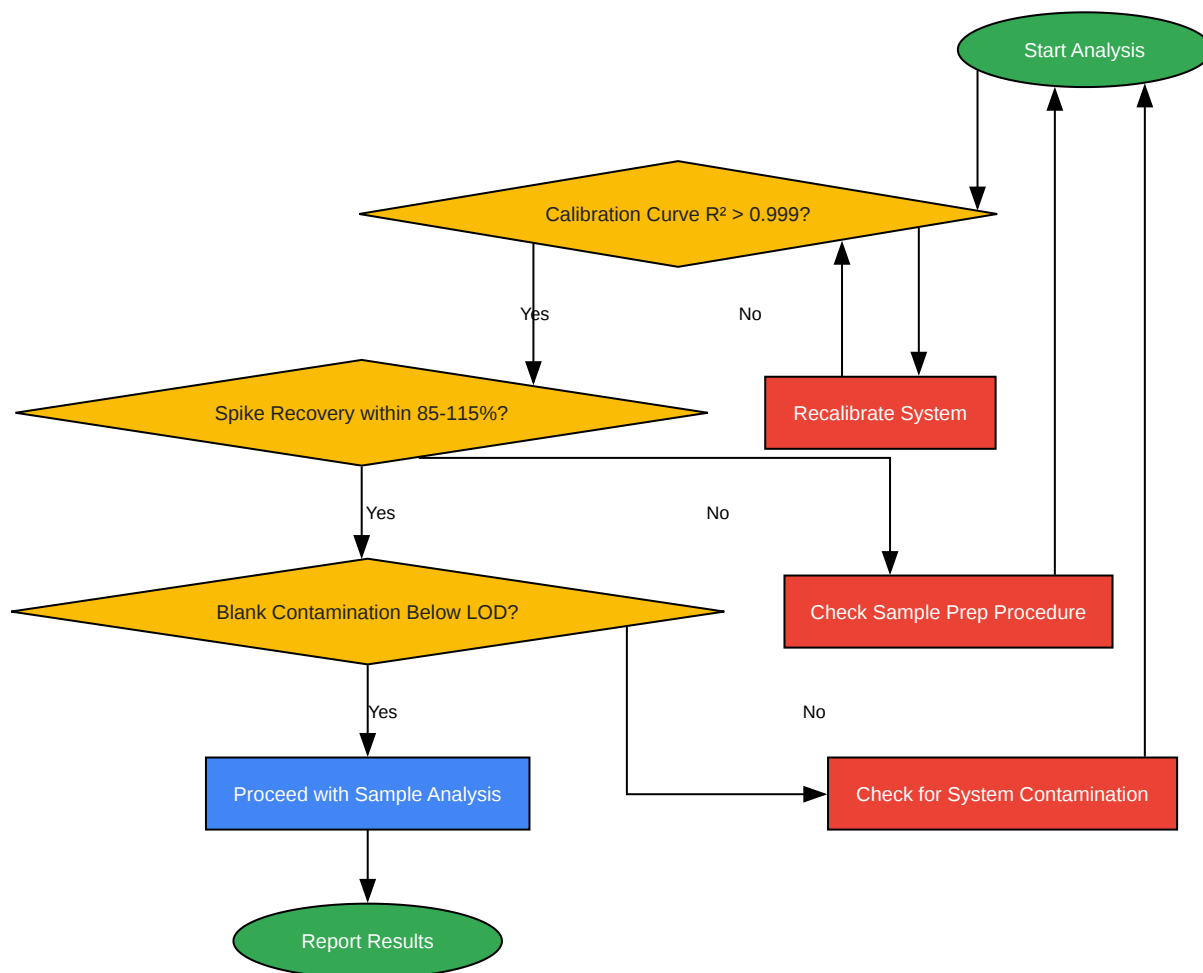 Start Analysis
Calibration Curve R² > 0.999?
Yes
No
Spike Recovery within 85-115%?
Recalibrate System
Yes
No
Blank Contamination Below LOD?
Check Sample Prep Procedure
Yes
No
Proceed with Sample Analysis
Check for System Contamination
Report Results